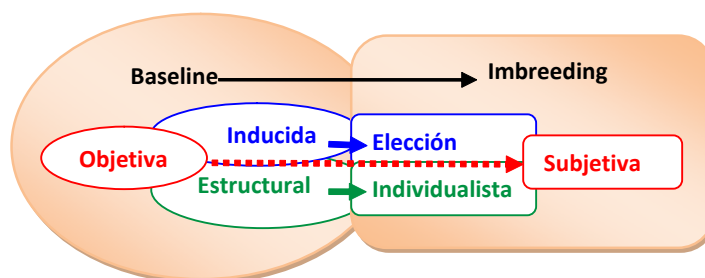 Baseline
Imbreeding
Inducida
Elección
Objetiva
Subjetiva
Estructural
Individualista